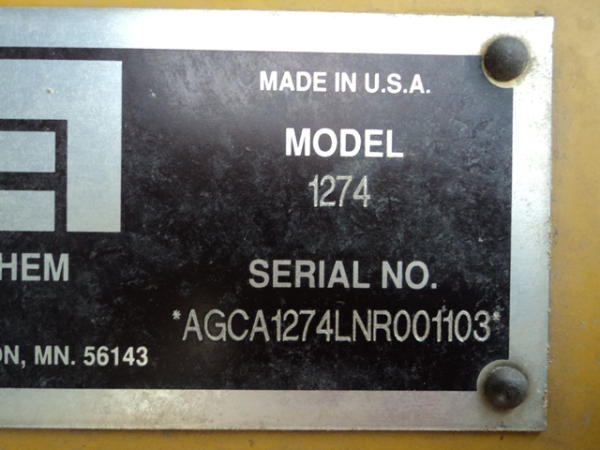 MADE IN U.S.A.
MODEL
1274
HEM
SERIAL NO.
*AGCA1274LNR001103*
ON, MN. 56143